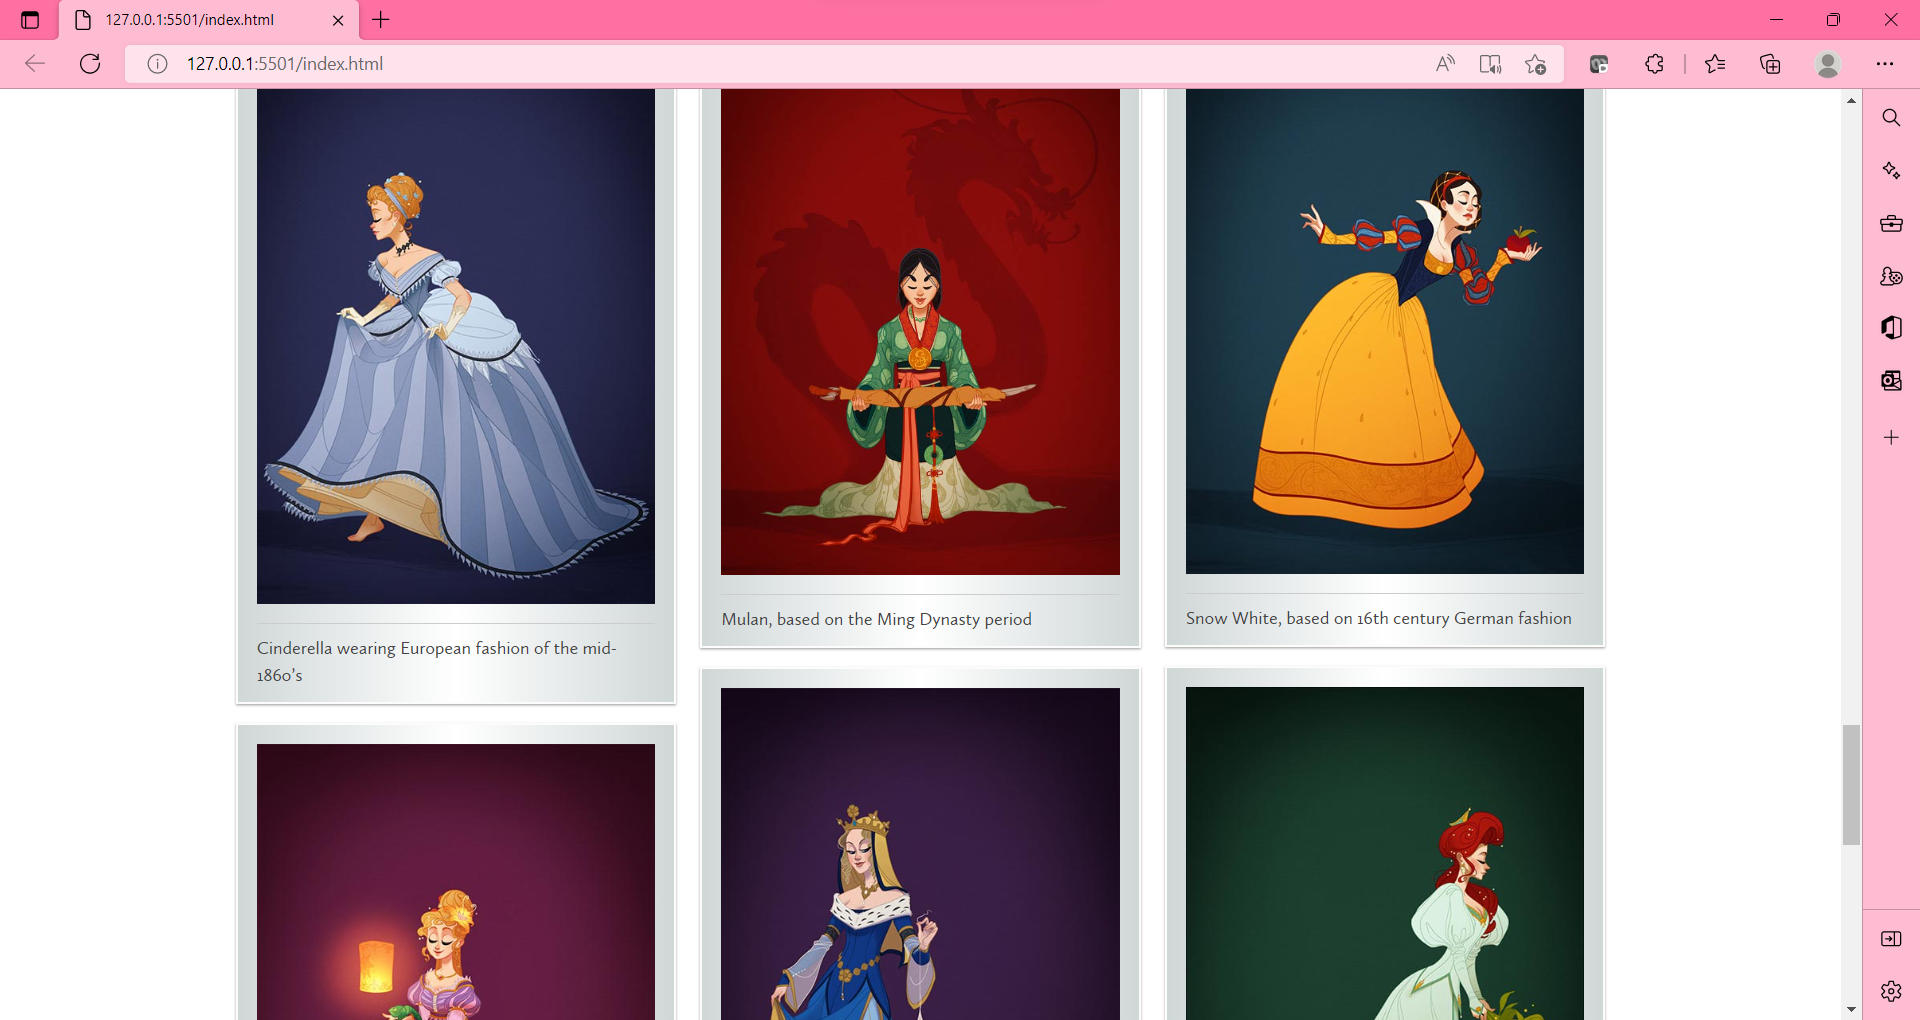 127.0.0.1:5501/index.html
127.0.0.1:5501/index.html
Cinderella wearing European fashion of the mid-
1860's
Mulan, based on the Ming Dynasty period
Snow White, based on 16th century German fashion